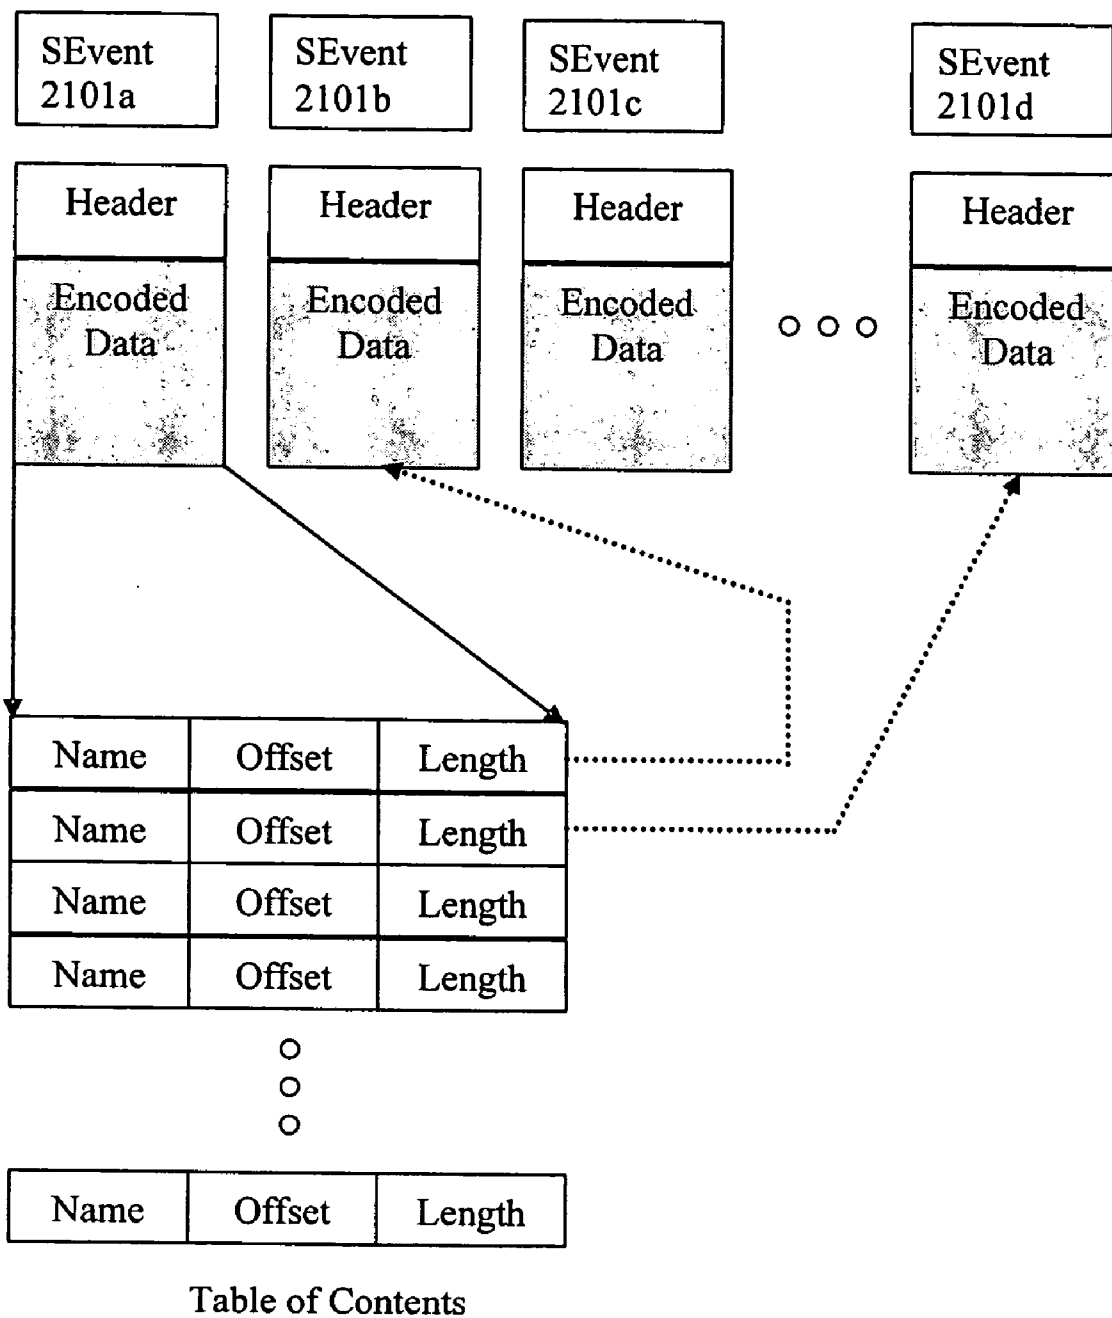 SEvent
2101a
SEvent
2101b
SEvent
2101c
SEvent
2101d
Header
Header
Header
Header
Encoded
Data
Encoded
Data
Encoded
Data
Encoded
Data
Name Offset Length
Name Offset Length
Name Offset Length
Name Offset Length
Name Offset Length
Table of Contents